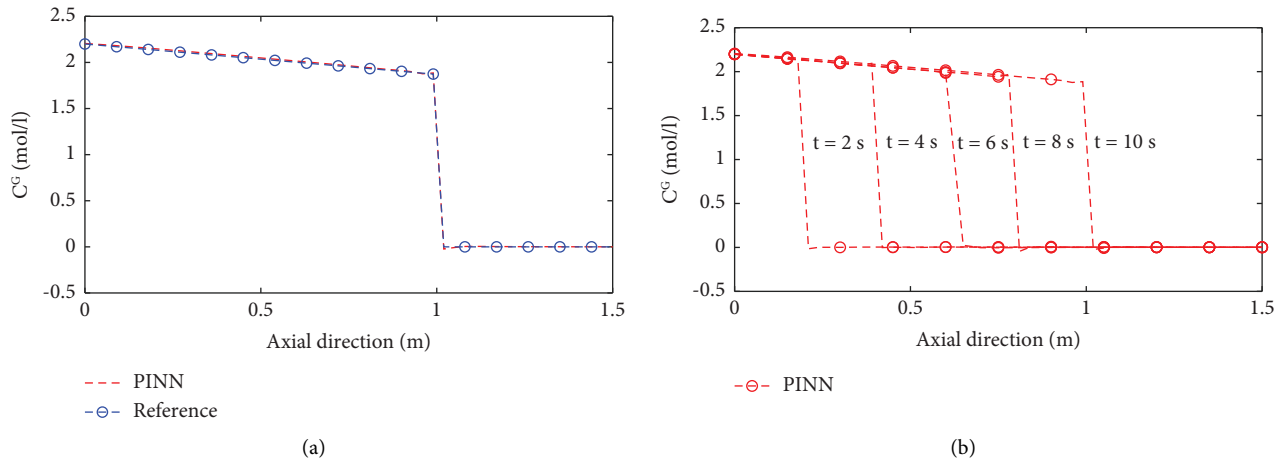 2.5
2
1.5
1
0.5
0
-0.5
C^G (mol/l)
0
0.5
1
1.5
Axial direction (m)
PINN
Reference
(a)
2.5
2
1.5
1
0.5
0
-0.5
C^G (mol/l)
t = 2 s
t = 4 s
t = 6 s
t = 8 s
t = 10 s
0
0.5
1
1.5
Axial direction (m)
PINN
(b)